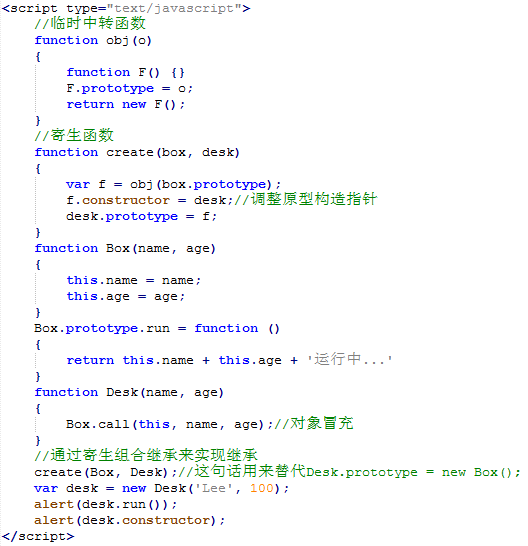 <script type="text/javascript">
    //临时中转函数
    function obj(o)
    {
        function F() {}
        F.prototype = o;
        return new F();
    }
    //寄生函数
    function create(box, desk)
    {
        var f = obj(box.prototype);
        f.constructor = desk;//调整原型构造指针
        desk.prototype = f;
    }
    function Box(name, age)
    {
        this.name = name;
        this.age = age;
    }
    Box.prototype.run = function ()
    {
        return this.name + this.age + '运行中...'
    }
    function Desk(name, age)
    {
        Box.call(this, name, age);//对象冒充
    }
    //通过寄生组合继承来实现继承
    create(Box, Desk);//这句话用来替代Desk.prototype = new Box();
    var desk = new Desk('Lee', 100);
    alert(desk.run());
    alert(desk.constructor);
</script>